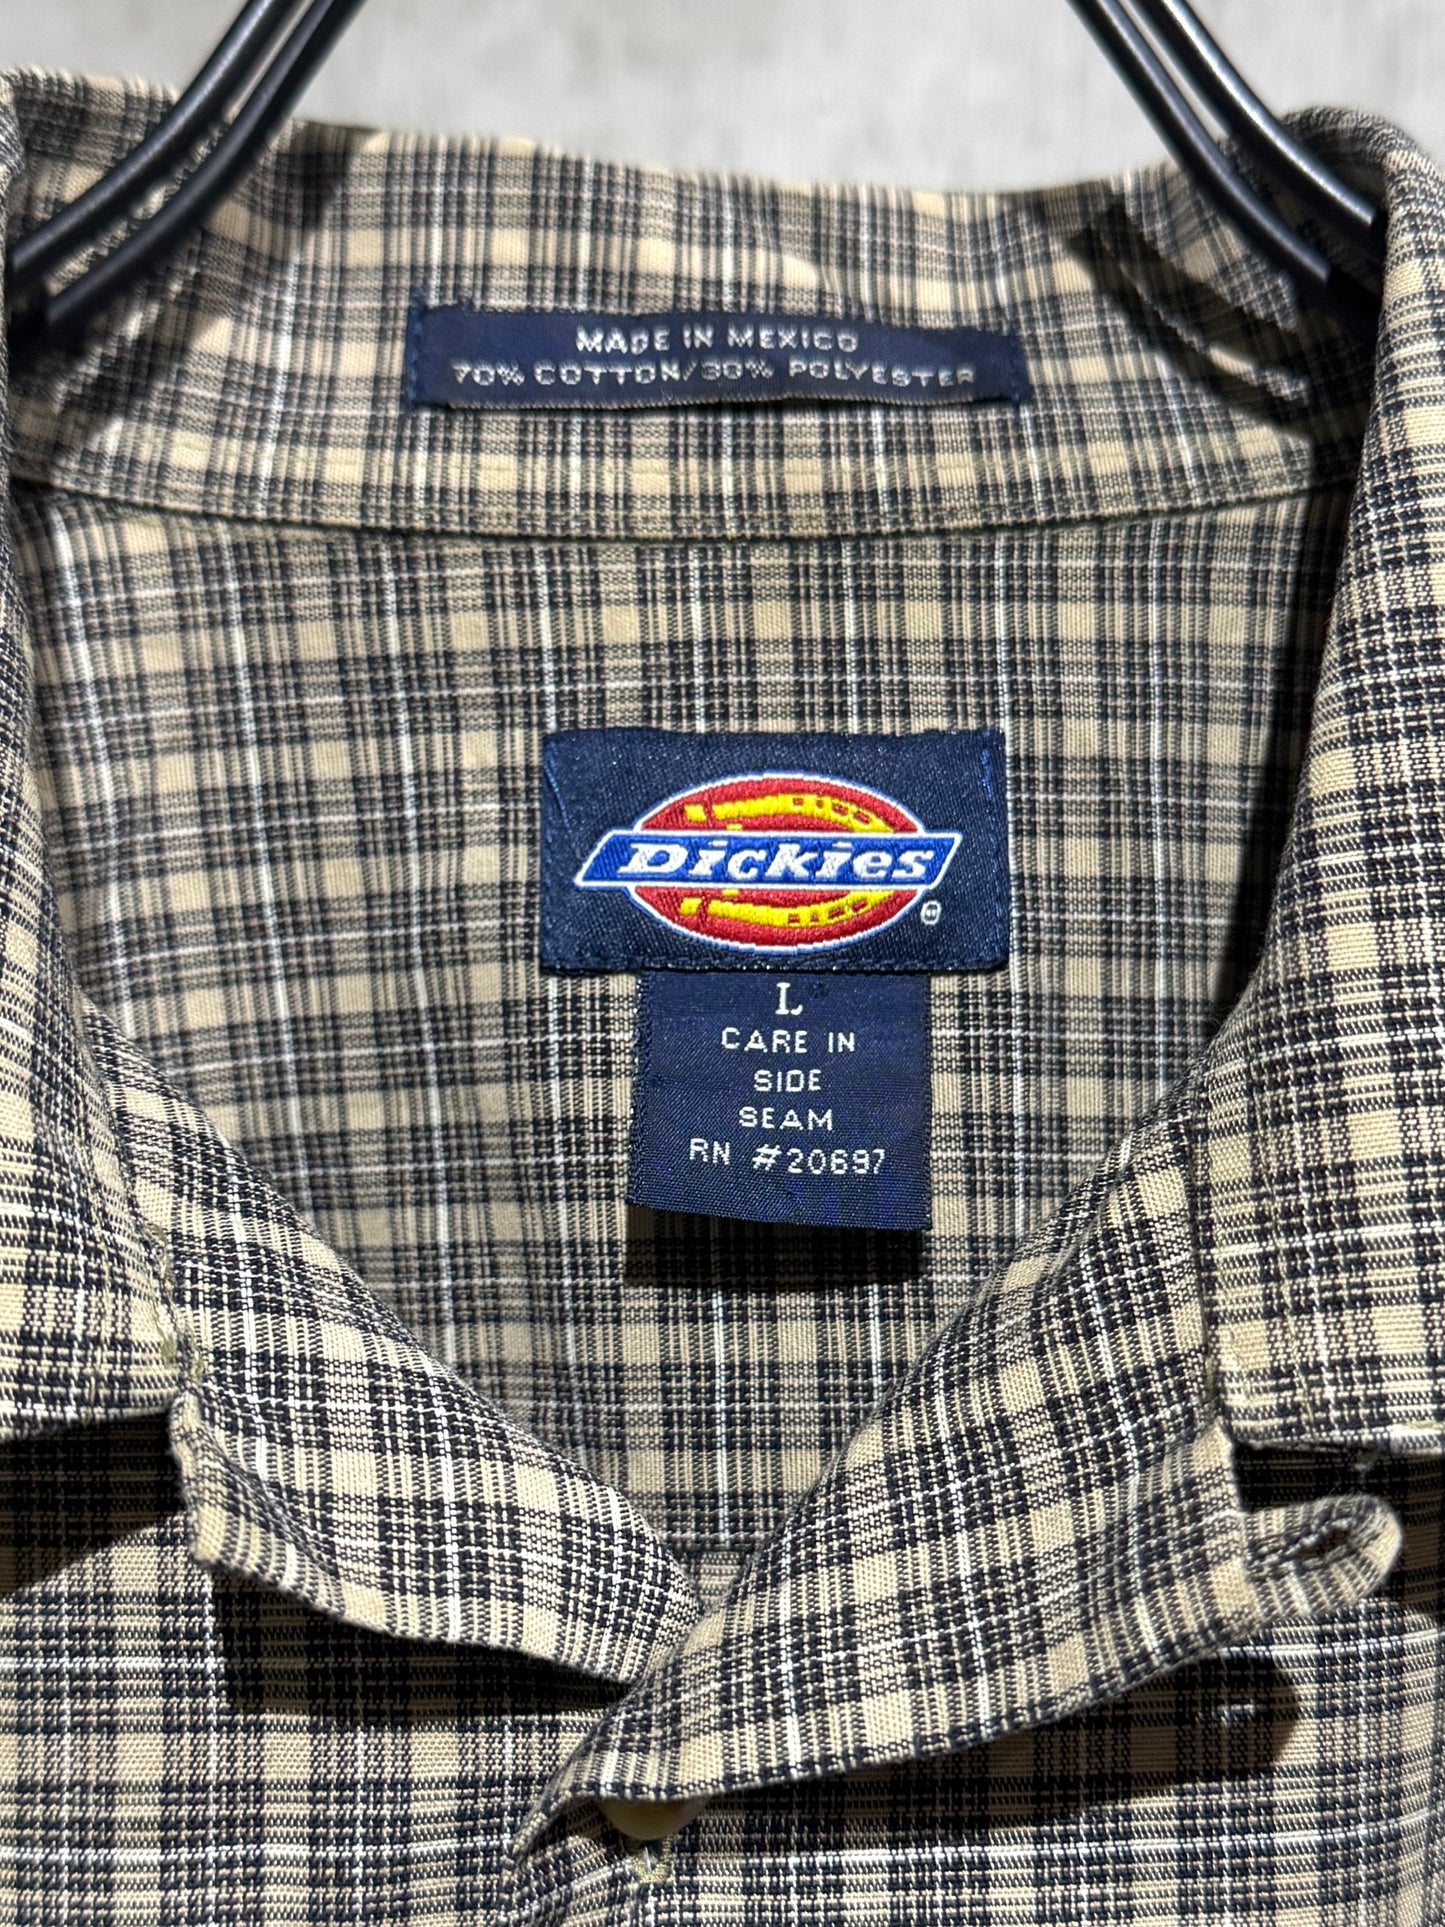 MADE IN MEXICO
70% COTTON/30% POLYESTER
Dickies
®
L
CARE IN
SIDE
SEAM
RN #20697